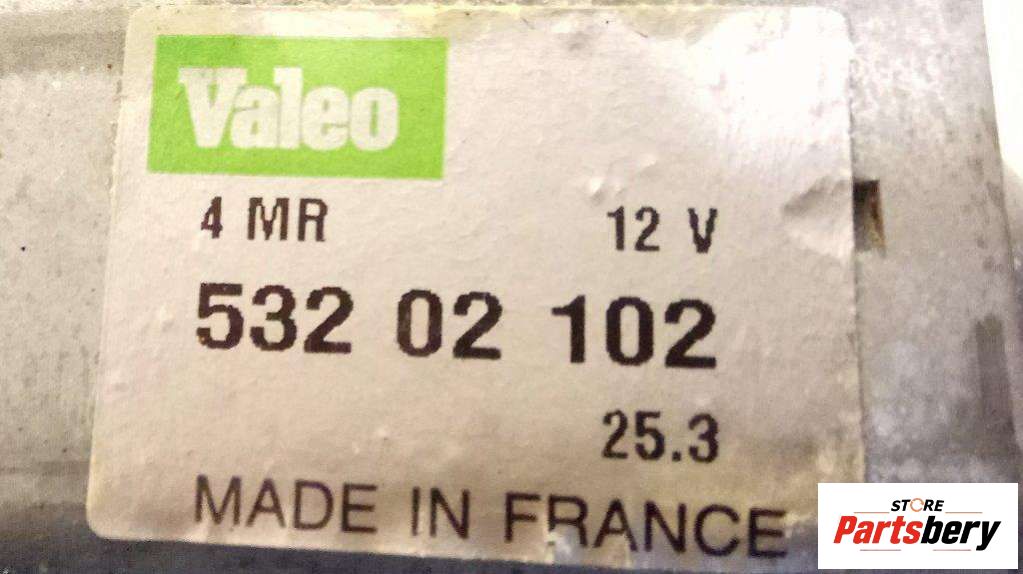 Valeo
4 MR 12 V
532 02 102
25.3
MADE IN FRANCE
STORE
Partsbery